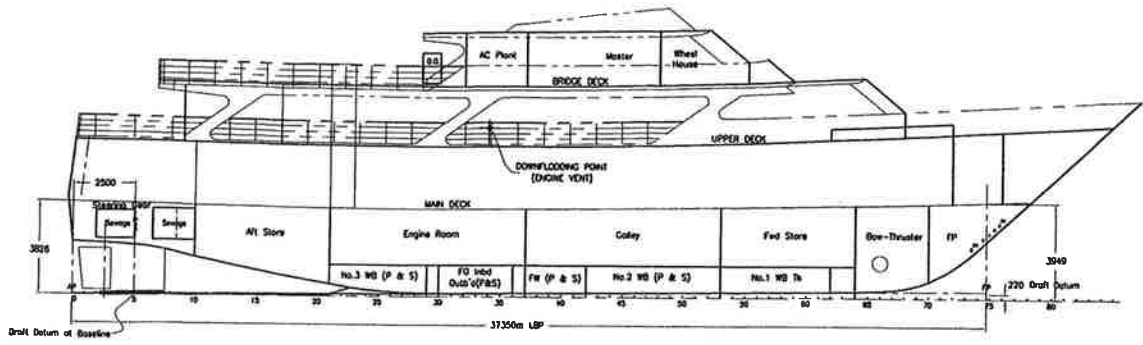 AC Plant
Master
Wheel
House
BRIDGE DECK
UPPER DECK
DOWNFLOODING POINT
(ENGINE VENT)
2500
MAIN DECK
Steering Gear
Sewage
Sewage
Aft Store
Engine Room
Galley
Fwd Store
Bow-Thruster
FP
3826
3949
No.3 WB (P & S)
FO Inbd
FW (P & S)
No.2 WB (P & S)
No.1 WB Tk
220 Draft Datum
AP
FP
0 5 10 15 20 25 30 35 40 45 50 55 60 65 70 75 80
37350m LBP
Draft Datum at Baseline